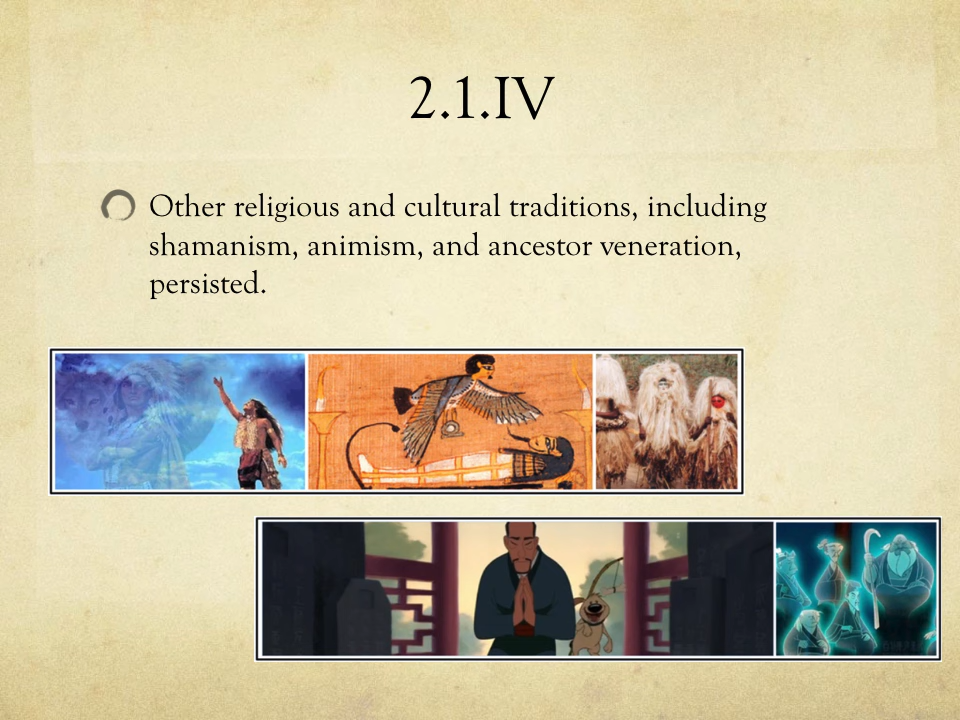 2.1.IV
Other religious and cultural traditions, including
shamanism, animism, and ancestor veneration,
persisted.